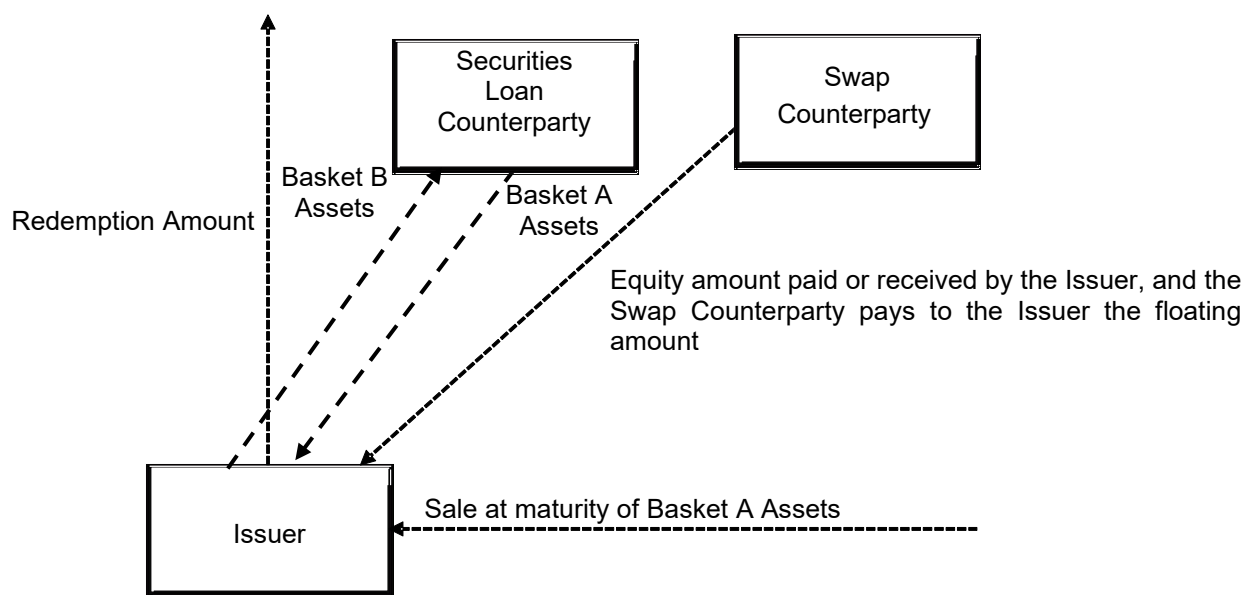 Securities
Loan
Counterparty
Swap
Counterparty
Basket B
Assets
Basket A
Assets
Redemption Amount
Equity amount paid or received by the Issuer, and the
Swap Counterparty pays to the Issuer the floating
amount
Sale at maturity of Basket A Assets
Issuer